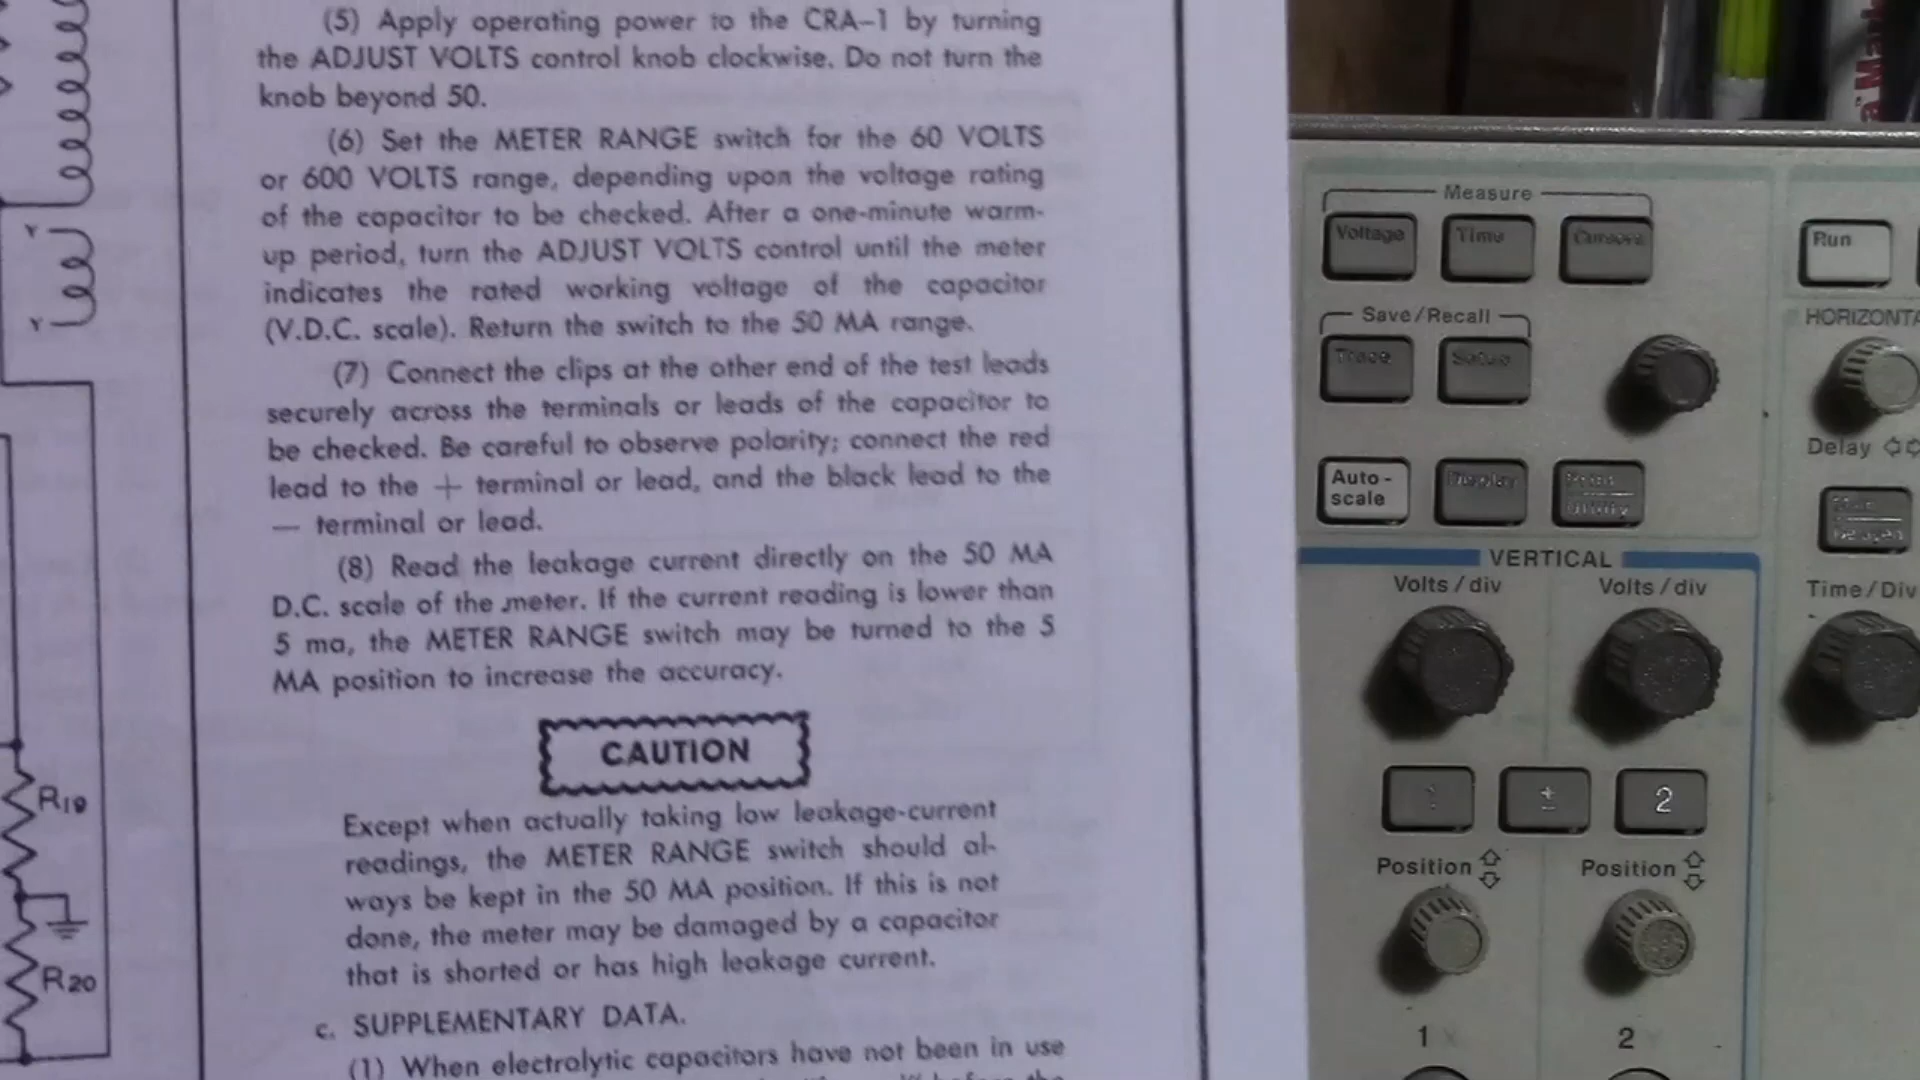 (5) Apply operating power to the CRA-1 by turning
the ADJUST VOLTS control knob clockwise. Do not turn the
knob beyond 50.
(6) Set the METER RANGE switch for the 60 VOLTS
or 600 VOLTS range, depending upon the voltage rating
of the capacitor to be checked. After a one-minute warm-
up period, turn the ADJUST VOLTS control until the meter
indicates the rated working voltage of the capacitor
(V.D.C. scale). Return the switch to the 50 MA range.
(7) Connect the clips at the other end of the test leads
securely across the terminals or leads of the capacitor to
be checked. Be careful to observe polarity; connect the red
lead to the + terminal or lead, and the black lead to the
— terminal or lead.
(8) Read the leakage current directly on the 50 MA
D.C. scale of the meter. If the current reading is lower than
5 ma, the METER RANGE switch may be turned to the 5
MA position to increase the accuracy.
CAUTION
Except when actually taking low leakage-current
readings, the METER RANGE switch should al-
ways be kept in the 50 MA position. If this is not
done, the meter may be damaged by a capacitor
that is shorted or has high leakage current.
c. SUPPLEMENTARY DATA.
(1) When electrolytic capacitors have not been in use
before the
Y
Y
R19
R20
Measure
Voltage Time Cursors
Run
Save/Recall
HORIZONTA
Trace Setup
Delay
Auto-
scale
Display
Print
Utility
VERTICAL
Volts / div Volts / div
Time / Div
1 ± 2
Position Position
1 2